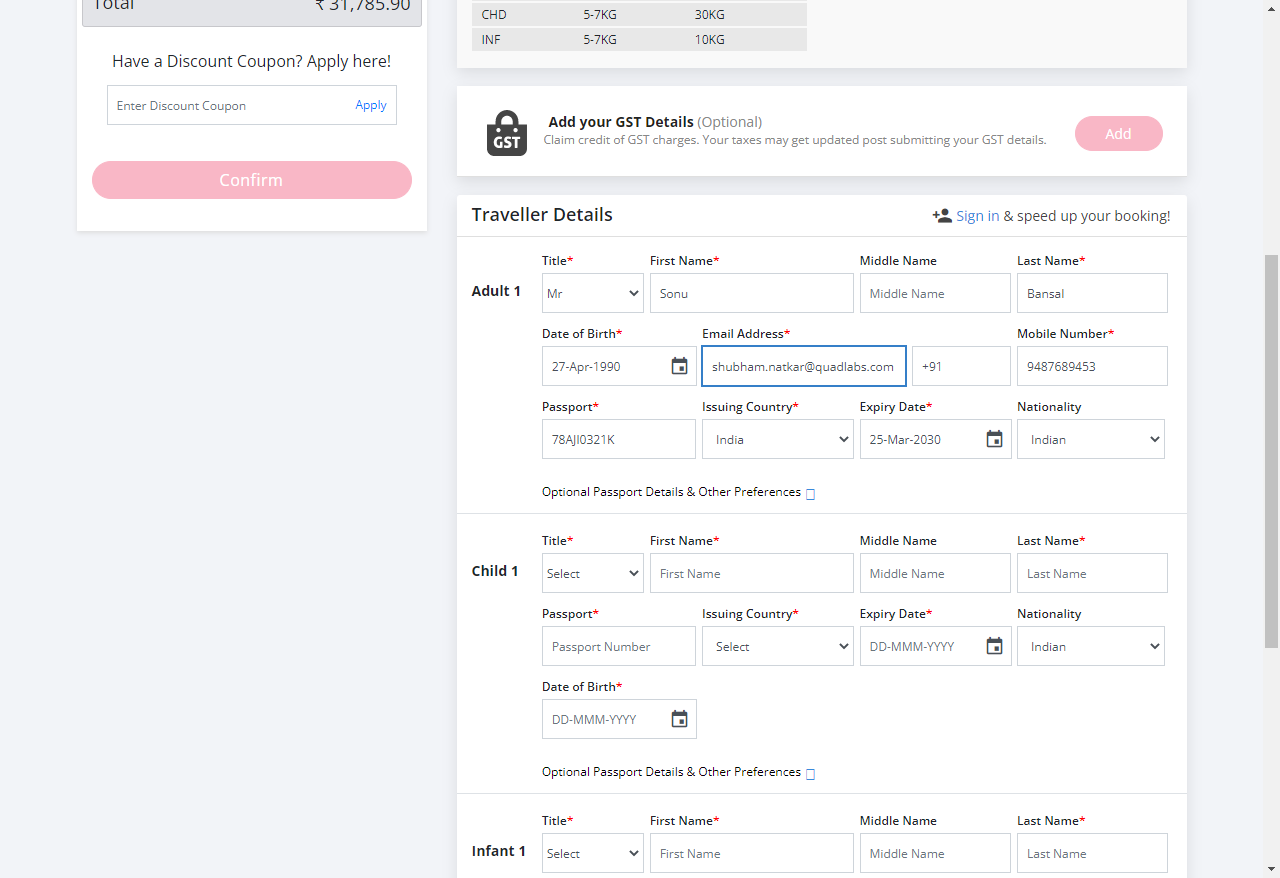 Total ₹ 31,785.90
Have a Discount Coupon? Apply here!
Enter Discount Coupon Apply
Confirm
CHD 5-7KG 30KG
INF 5-7KG 10KG
GST
Add your GST Details (Optional)
Claim credit of GST charges. Your taxes may get updated post submitting your GST details.
Add
Traveller Details
Sign in & speed up your booking!
Title* First Name* Middle Name Last Name*
Adult 1 Mr Sonu Middle Name Bansal
Date of Birth* Email Address* Mobile Number*
27-Apr-1990 shubham.natkar@quadlabs.com +91 9487689453
Passport* Issuing Country* Expiry Date* Nationality
78AJI0321K India 25-Mar-2030 Indian
Optional Passport Details & Other Preferences
Title* First Name* Middle Name Last Name*
Child 1 Select First Name Middle Name Last Name
Passport* Issuing Country* Expiry Date* Nationality
Passport Number Select DD-MMM-YYYY Indian
Date of Birth*
DD-MMM-YYYY
Optional Passport Details & Other Preferences
Title* First Name* Middle Name Last Name*
Infant 1 Select First Name Middle Name Last Name